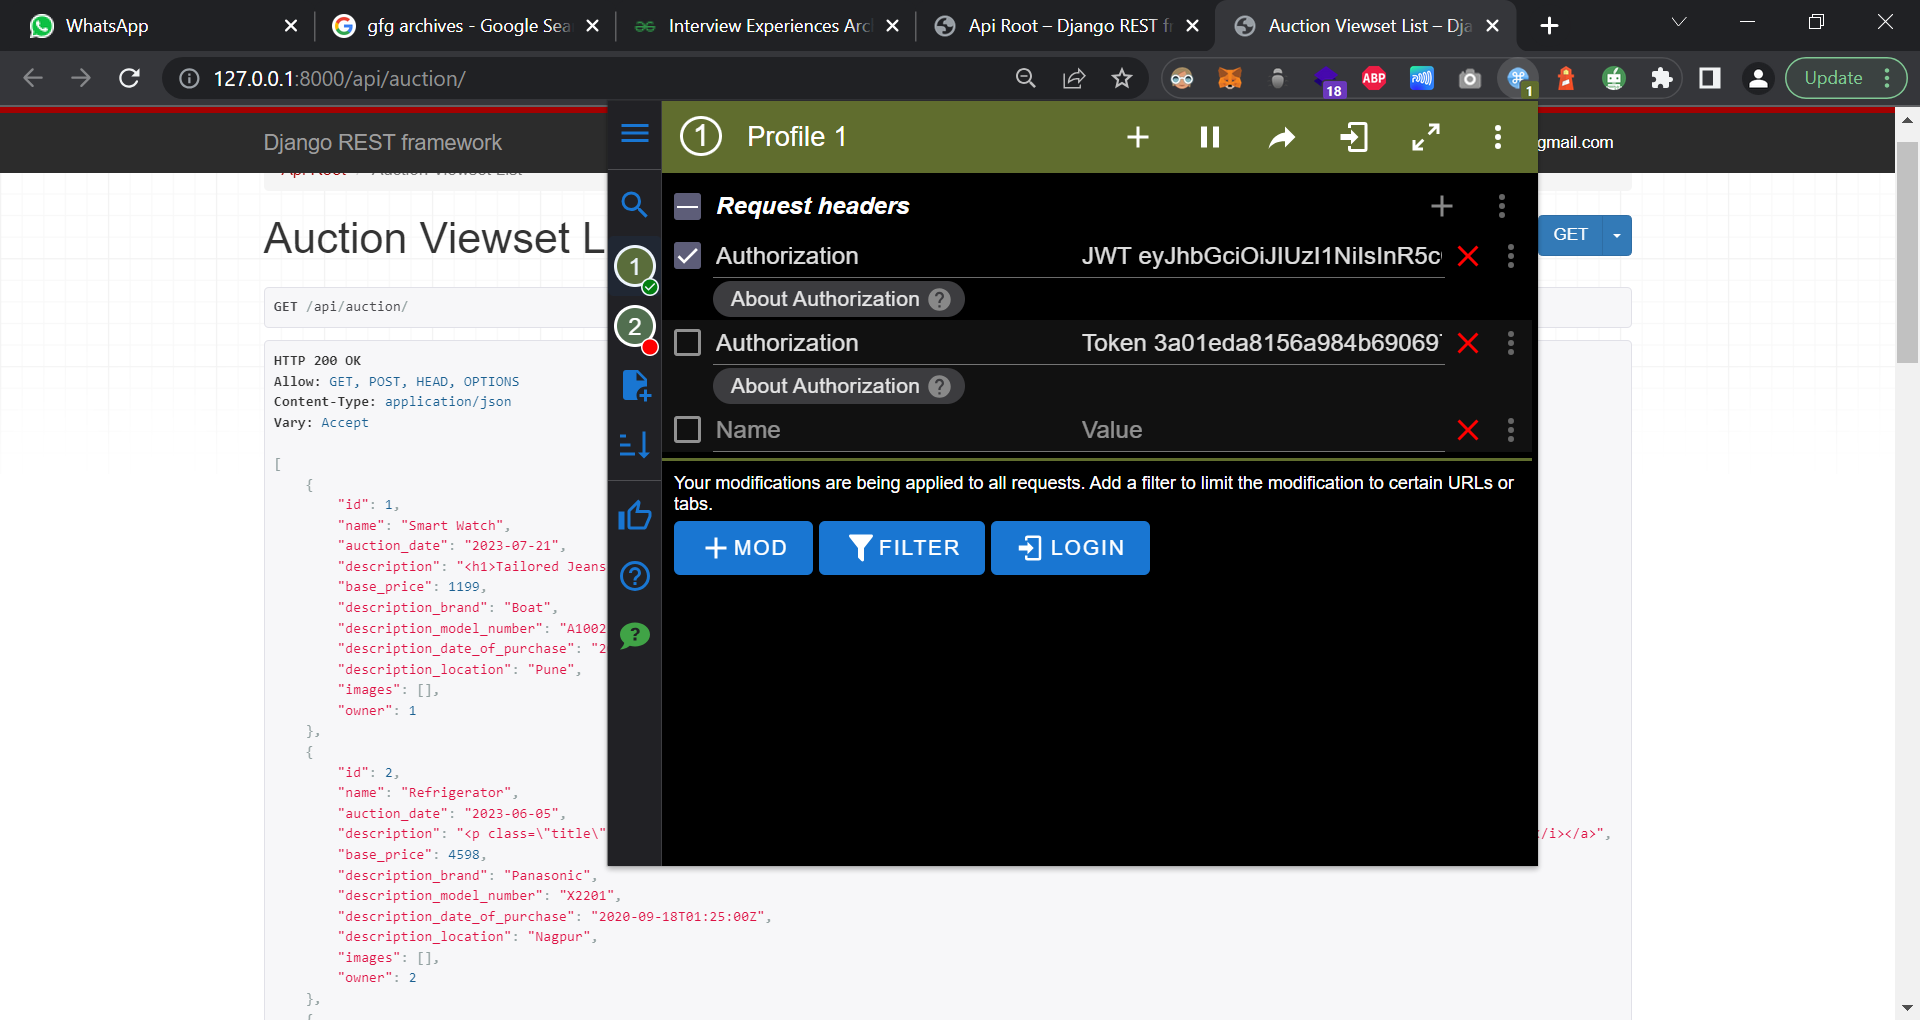 WhatsApp
gfg archives - Google Sea
Interview Experiences Arc
Api Root – Django REST f
Auction Viewset List – Dja
127.0.0.1:8000/api/auction/
18
ABP
1
Update
Django REST framework
gmail.com
1 Profile 1
Request headers
Auction Viewset L
GET
1
Authorization JWT eyJhbGciOiJIUzI1NiIsInR5c
About Authorization ?
GET /api/auction/
2
Authorization Token 3a01eda8156a984b69069
About Authorization ?
Name Value
HTTP 200 OK
Allow: GET, POST, HEAD, OPTIONS
Content-Type: application/json
Vary: Accept
Your modifications are being applied to all requests. Add a filter to limit the modification to certain URLs or
tabs.
MOD FILTER LOGIN
[
{
"id": 1,
"name": "Smart Watch",
"auction_date": "2023-07-21",
"description": "<h1>Tailored Jeans
"base_price": 1199,
"description_brand": "Boat",
"description_model_number": "A1002
"description_date_of_purchase": "2
"description_location": "Pune",
"images": [],
"owner": 1
},
{
"id": 2,
"name": "Refrigerator",
"auction_date": "2023-06-05",
"description": "<p class=\"title\" /i></a>",
"base_price": 4598,
"description_brand": "Panasonic",
"description_model_number": "X2201",
"description_date_of_purchase": "2020-09-18T01:25:00Z",
"description_location": "Nagpur",
"images": [],
"owner": 2
},
{